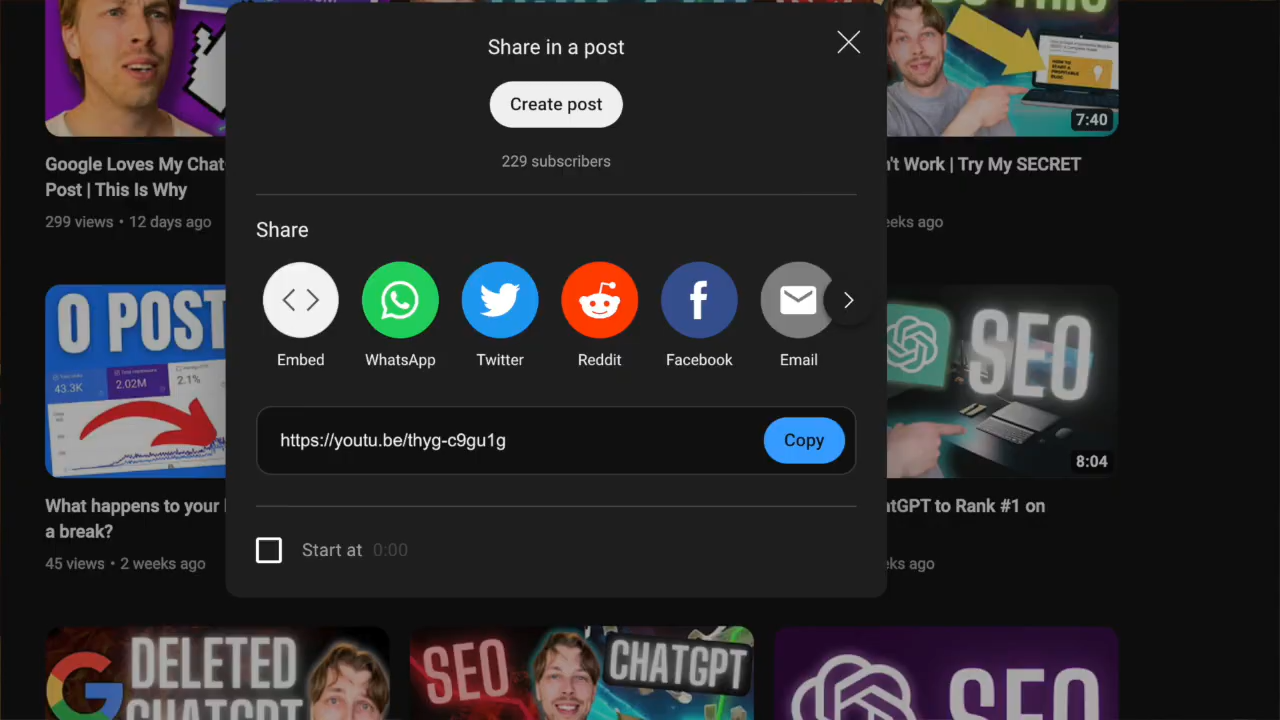 Share in a post
Create post
229 subscribers
Share
Embed
WhatsApp
Twitter
Reddit
Facebook
Email
https://youtu.be/thyg-c9gu1g
Copy
Start at 0:00
7:40
Google Loves My Chat
Post | This Is Why
299 views • 12 days ago
't Work | Try My SECRET
eeks ago
O POST
43.3K
2.02M
2.1%
SEO
8:04
What happens to your
a break?
45 views • 2 weeks ago
tGPT to Rank #1 on
eks ago
DELETED
CHATGPT
SEO
CHATGPT
SEO